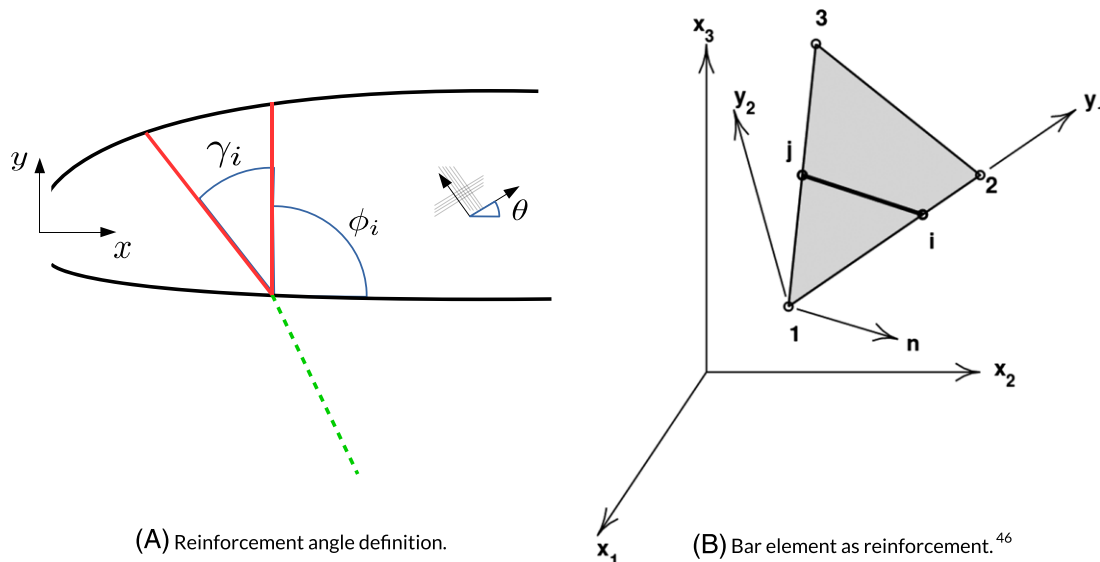 y
x
γi
ϕi
θ
(A) Reinforcement angle definition.
x3
3
y2
y
j
2
i
1
n
x2
x1
(B) Bar element as reinforcement.46